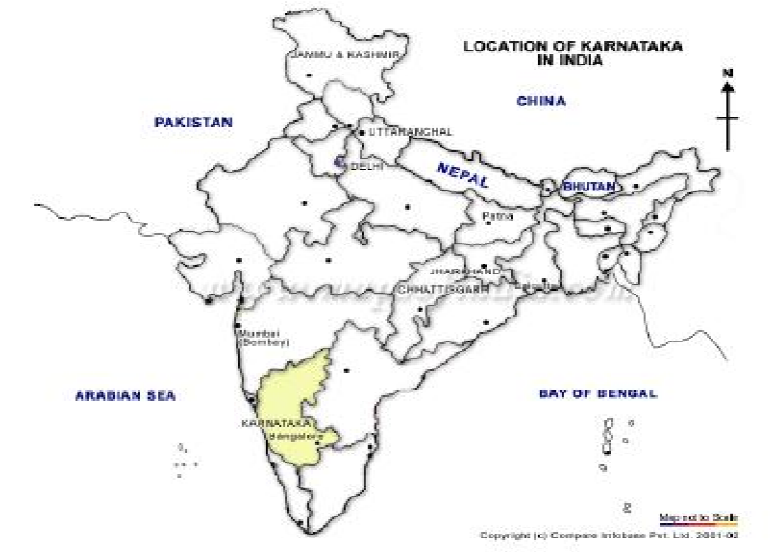 LOCATION OF KARNATAKA
IN INDIA
N
JAMMU & KASHMIR
CHINA
PAKISTAN
UTTARANCHAL
DELHI
NEPAL
BHUTAN
Patna
JHARKHAND
CHHATTISGARH
Mumbai
(Bombay)
ARABIAN SEA
BAY OF BENGAL
KARNATAKA
Bangalore
Map not to Scale
Copyright (c) Compare Infobase Pvt. Ltd. 2001-02